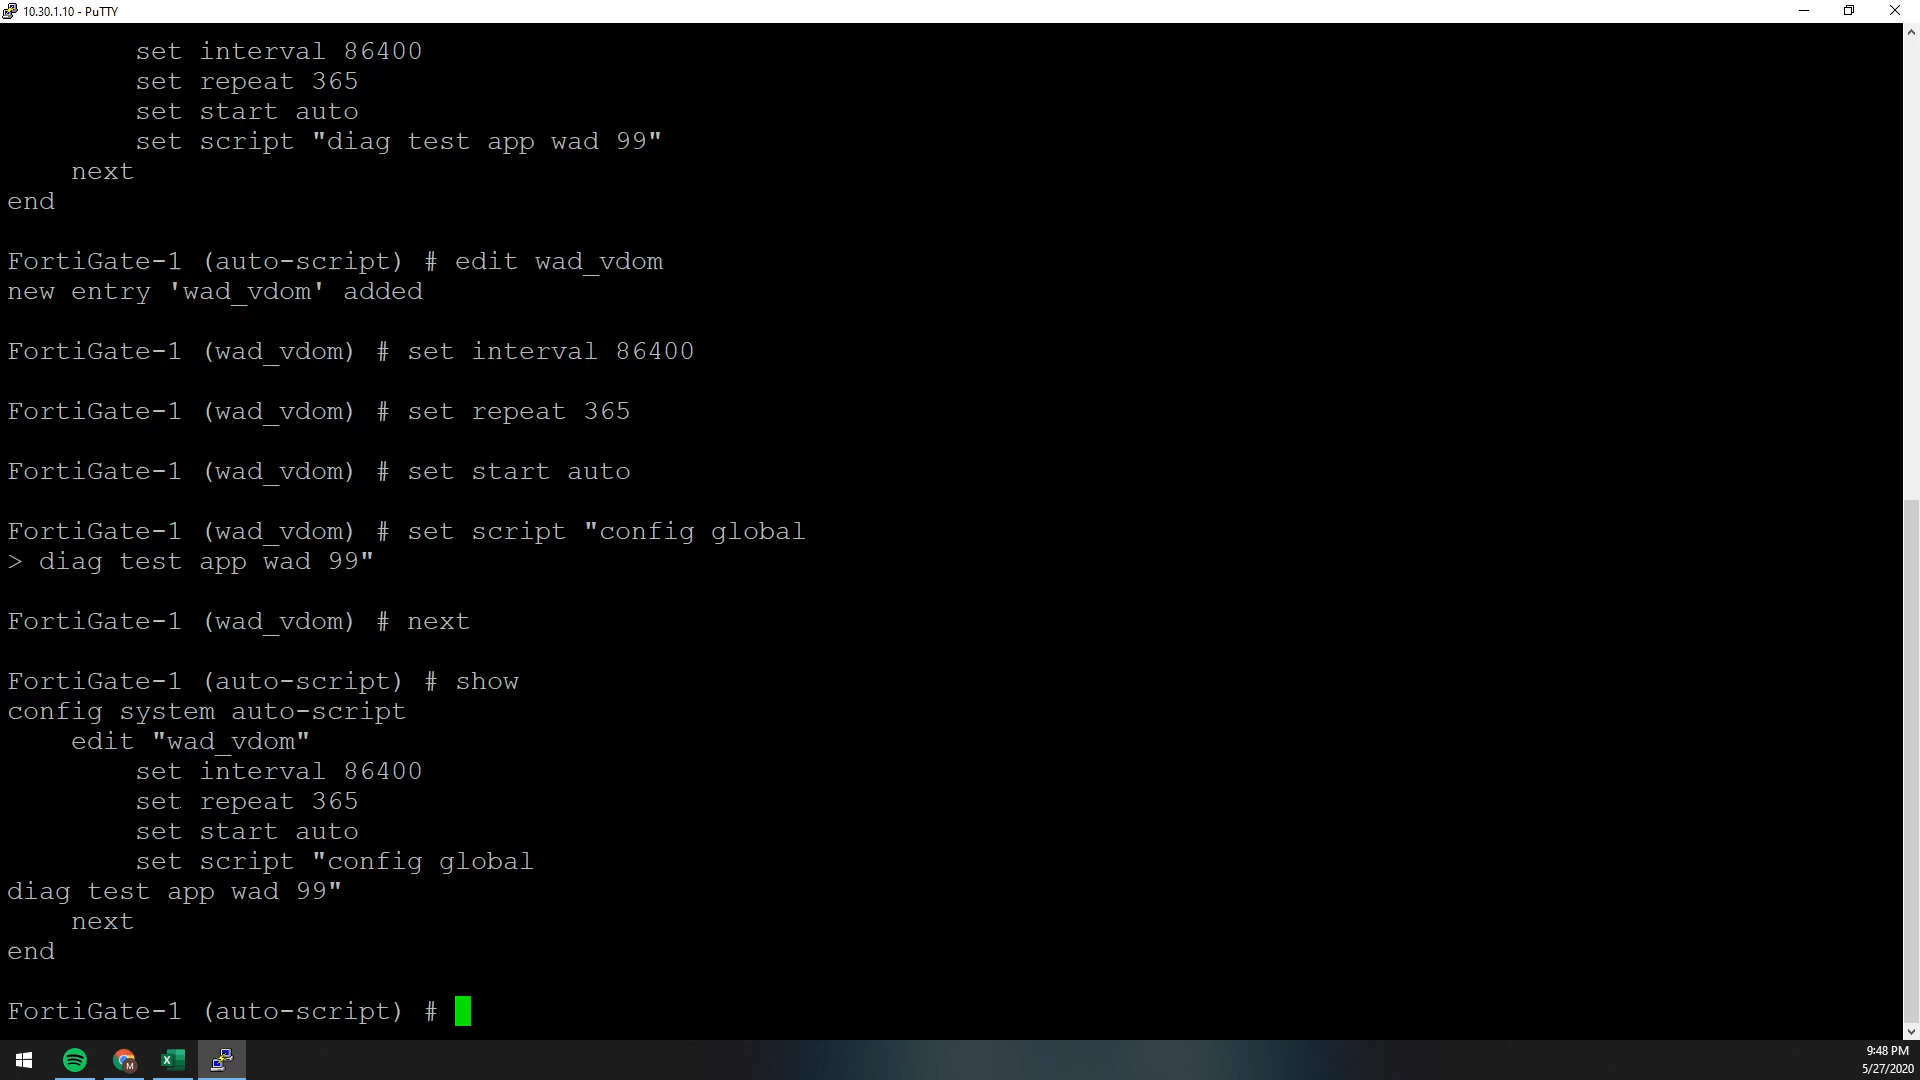 10.30.1.10 - PuTTY
set interval 86400
set repeat 365
set start auto
set script "diag test app wad 99"
next
end
FortiGate-1 (auto-script) # edit wad_vdom
new entry 'wad_vdom' added
FortiGate-1 (wad_vdom) # set interval 86400
FortiGate-1 (wad_vdom) # set repeat 365
FortiGate-1 (wad_vdom) # set start auto
FortiGate-1 (wad_vdom) # set script "config global
> diag test app wad 99"
FortiGate-1 (wad_vdom) # next
FortiGate-1 (auto-script) # show
config system auto-script
edit "wad_vdom"
set interval 86400
set repeat 365
set start auto
set script "config global
diag test app wad 99"
next
end
FortiGate-1 (auto-script) #
9:48 PM
5/27/2020